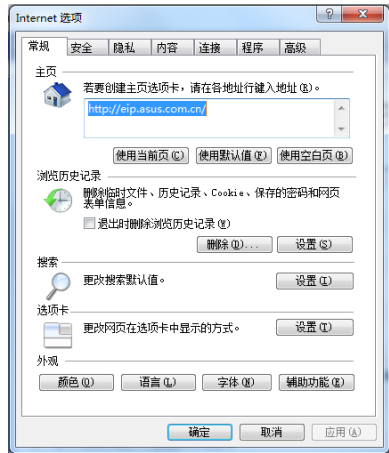 Internet 选项
常规 安全 隐私 内容 连接 程序 高级
主页
若要创建主页选项卡，请在各地址行键入地址(R)。
http://eip.asus.com.cn/
使用当前页(C) 使用默认值(F) 使用空白页(B)
浏览历史记录
删除临时文件、历史记录、Cookie、保存的密码和网页
表单信息。
退出时删除浏览历史记录(W)
删除(D)... 设置(S)
搜索
更改搜索默认值。 设置(I)
选项卡
更改网页在选项卡中显示的方式。 设置(T)
外观
颜色(O) 语言(L) 字体(N) 辅助功能(E)
确定 取消 应用(A)